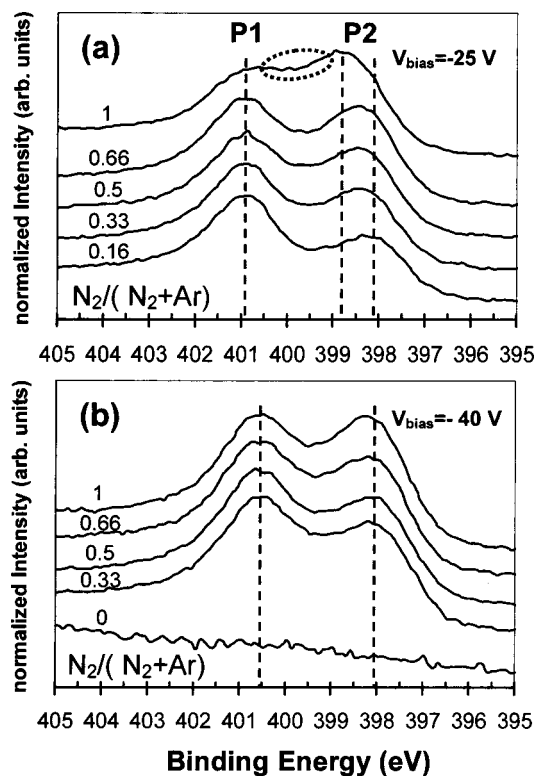 (a)
P1 P2
V_bias=-25 V
normalized Intensity (arb. units)
1
0.66
0.5
0.33
0.16
N₂/( N₂+Ar)
405 404 403 402 401 400 399 398 397 396 395
(b)
V_bias=- 40 V
normalized Intensity (arb. units)
1
0.66
0.5
0.33
0
N₂/( N₂+Ar)
405 404 403 402 401 400 399 398 397 396 395
Binding Energy (eV)